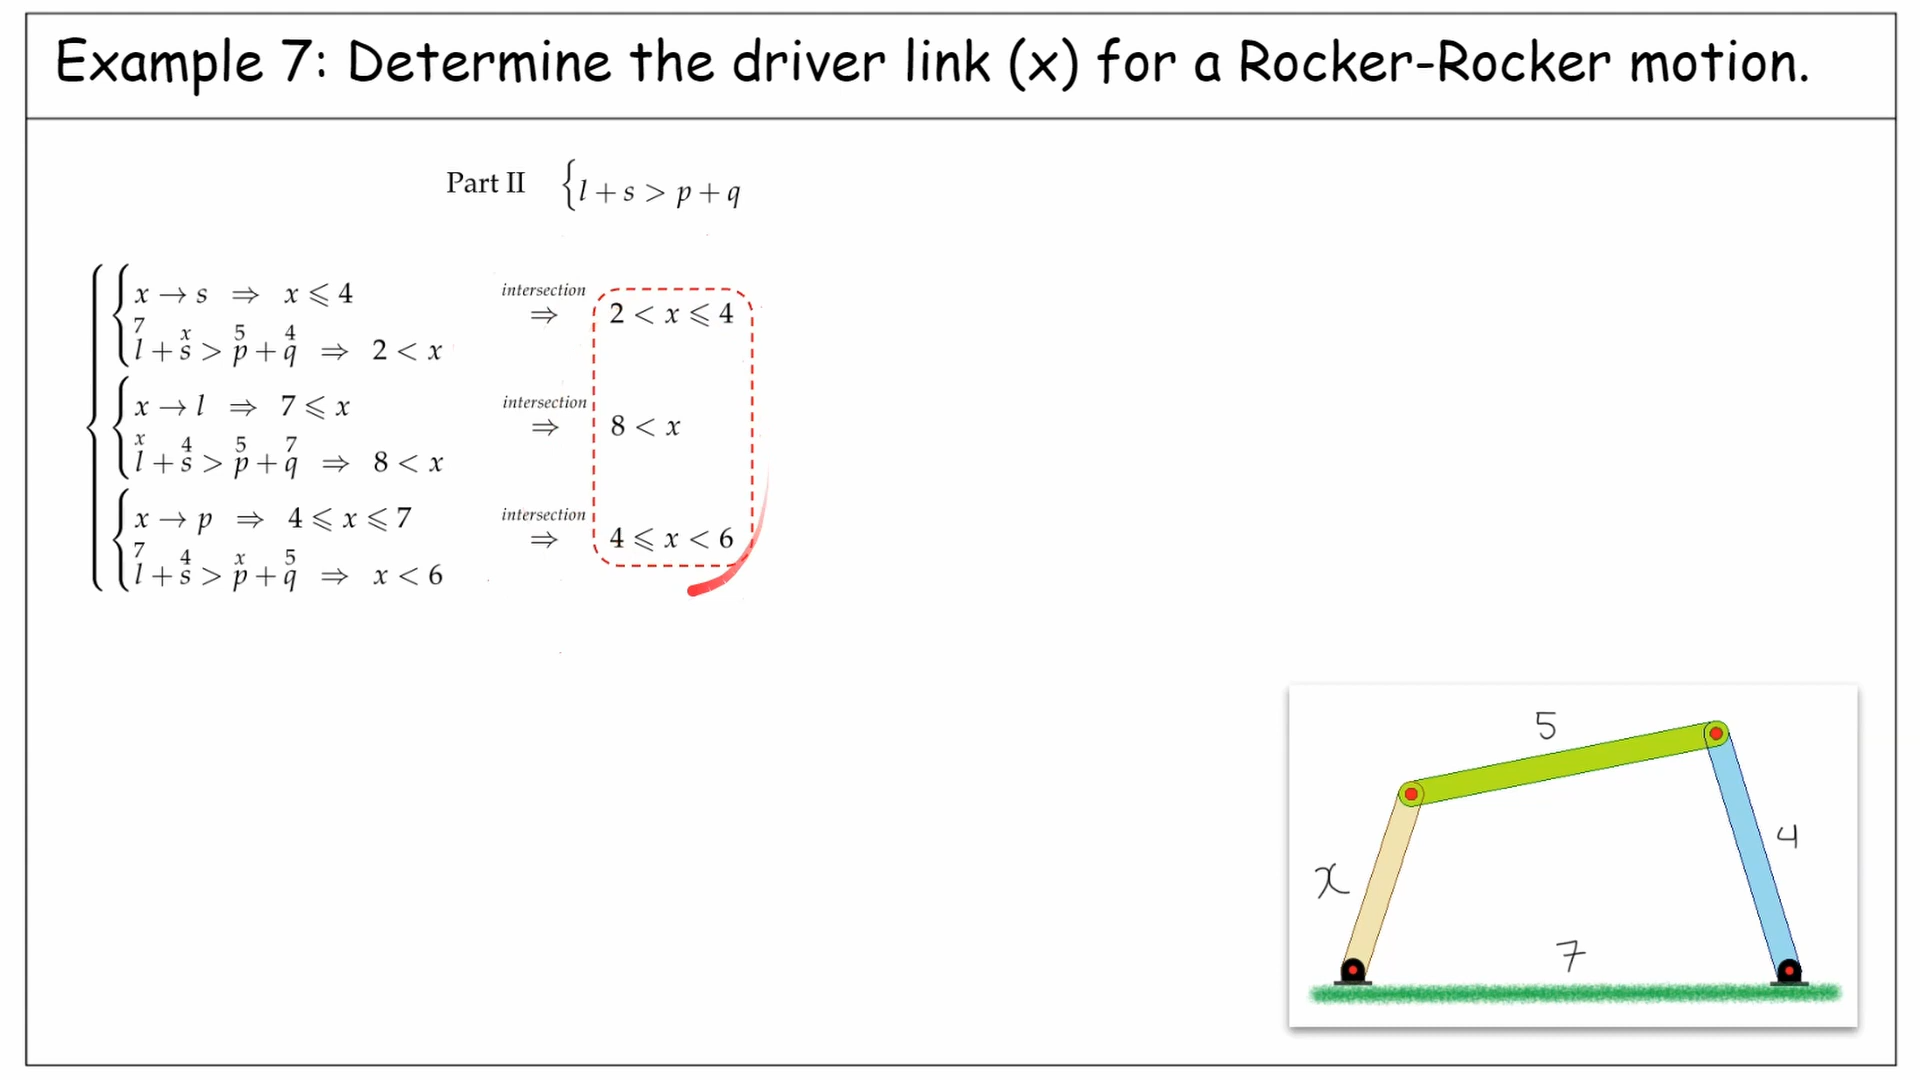 Example 7: Determine the driver link (x) for a Rocker-Rocker motion.
Part II { l + s > p + q
x → s ⇒ x ⩽ 4
intersection
⇒ 2 < x ⩽ 4
7 x 5 4
l + s > p + q ⇒ 2 < x
x → l ⇒ 7 ⩽ x
intersection
⇒ 8 < x
x 4 5 7
l + s > p + q ⇒ 8 < x
x → p ⇒ 4 ⩽ x ⩽ 7
intersection
⇒ 4 ⩽ x < 6
7 4 x 5
l + s > p + q ⇒ x < 6
5
4
x
7